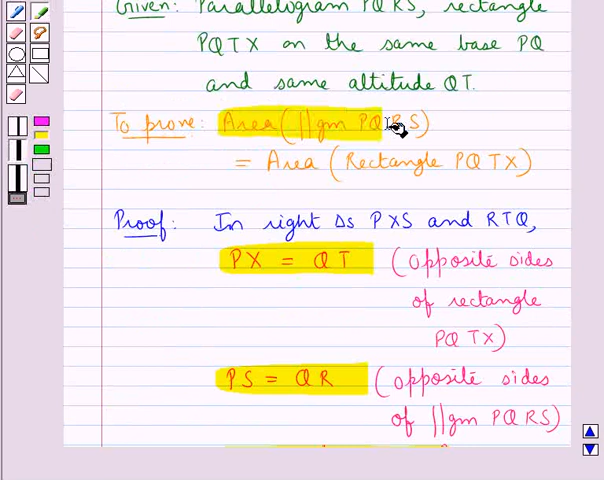 Given: Parallelogram PQRS, rectangle
PQTX on the same base PQ
and same altitude QT.
To prove: Area (||gm PQRS)
= Area (Rectangle PQTX)
Proof: In right Δs PXS and RTQ,
PX = QT (opposite sides
of rectangle
PQTX)
PS = QR (opposite sides
of ||gm PQRS)